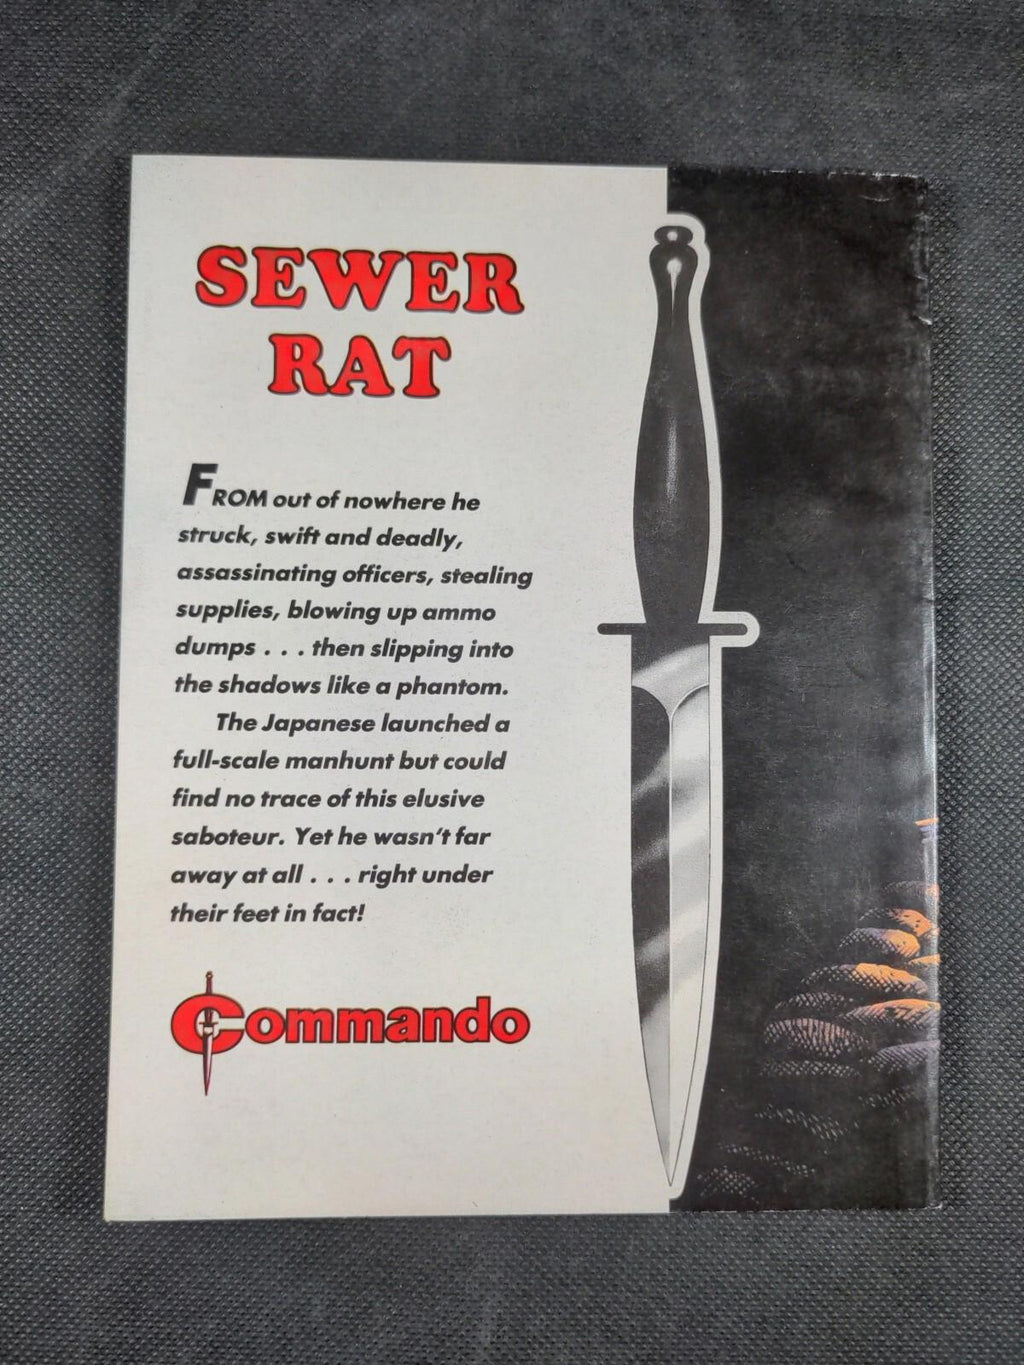 SEWER
RAT
FROM out of nowhere he
struck, swift and deadly,
assassinating officers, stealing
supplies, blowing up ammo
dumps . . . then slipping into
the shadows like a phantom.
The Japanese launched a
full-scale manhunt but could
find no trace of this elusive
saboteur. Yet he wasn't far
away at all . . . right under
their feet in fact!
Commando